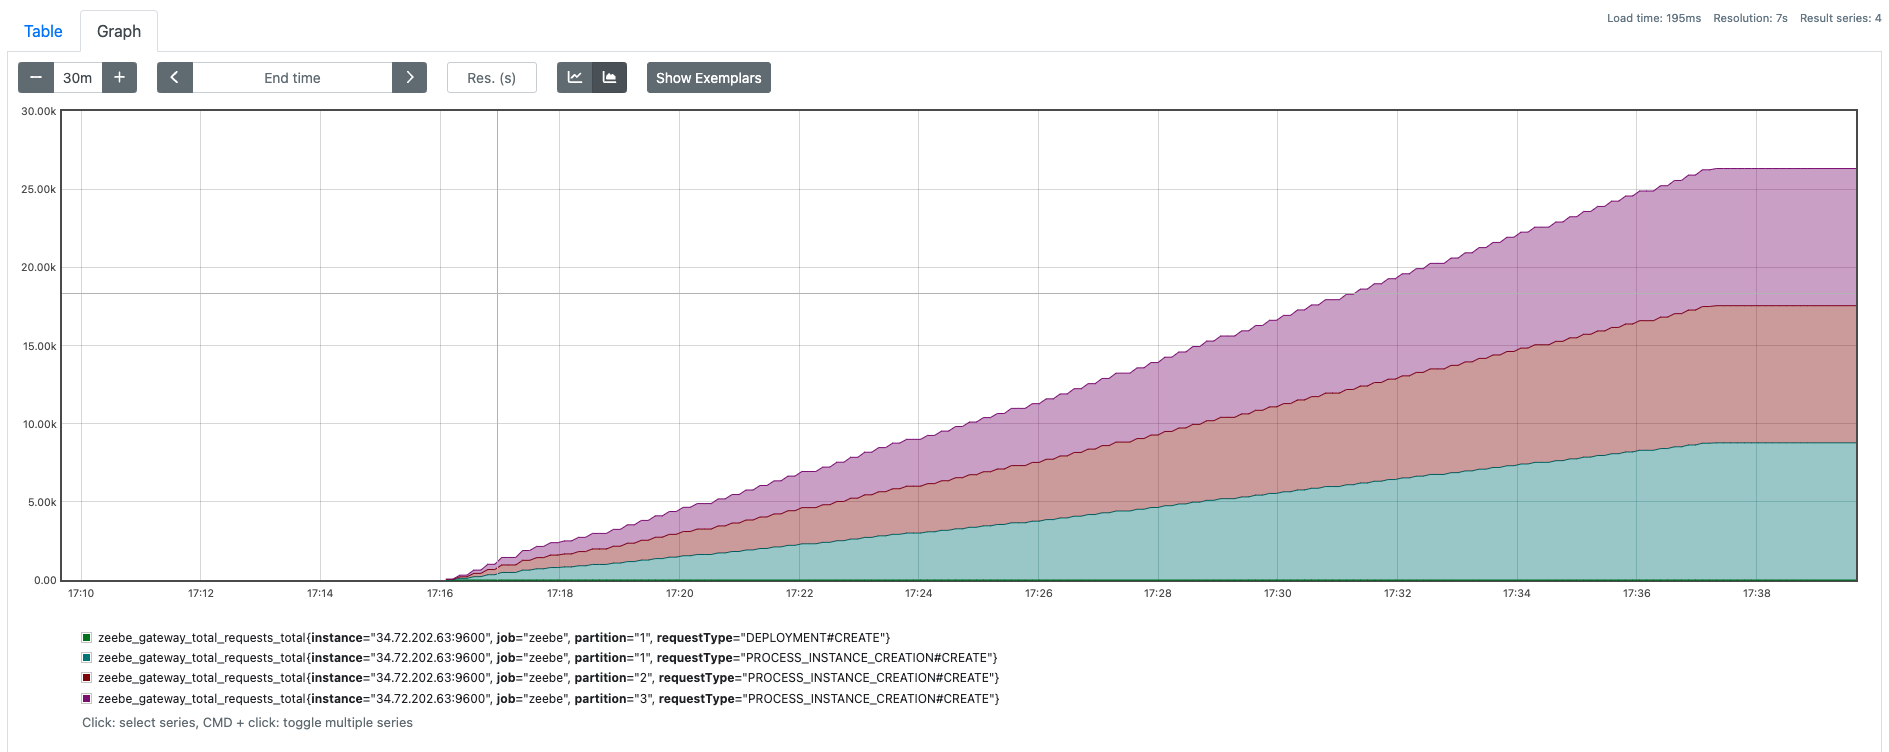 Table Graph Load time: 195ms Resolution: 7s Result series: 4
30m End time Res. (s) Show Exemplars
30.00k
25.00k
20.00k
15.00k
10.00k
5.00k
0.00
17:10 17:12 17:14 17:16 17:18 17:20 17:22 17:24 17:26 17:28 17:30 17:32 17:34 17:36 17:38
zeebe_gateway_total_requests_total{instance="34.72.202.63:9600", job="zeebe", partition="1", requestType="DEPLOYMENT#CREATE"}
zeebe_gateway_total_requests_total{instance="34.72.202.63:9600", job="zeebe", partition="1", requestType="PROCESS_INSTANCE_CREATION#CREATE"}
zeebe_gateway_total_requests_total{instance="34.72.202.63:9600", job="zeebe", partition="2", requestType="PROCESS_INSTANCE_CREATION#CREATE"}
zeebe_gateway_total_requests_total{instance="34.72.202.63:9600", job="zeebe", partition="3", requestType="PROCESS_INSTANCE_CREATION#CREATE"}
Click: select series, CMD + click: toggle multiple series